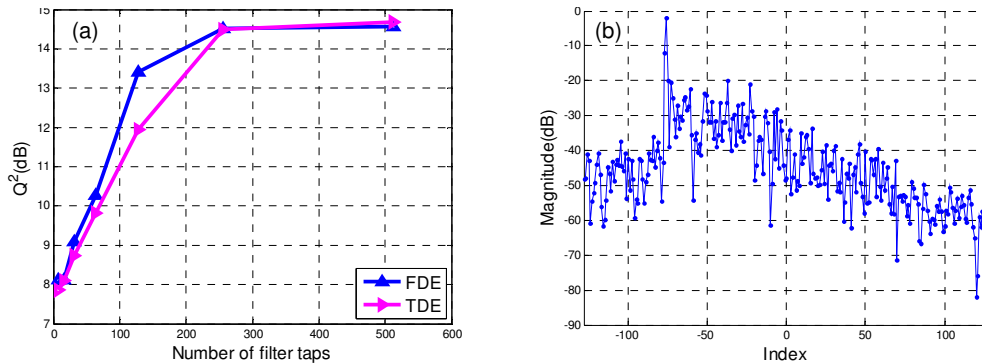 (a)
Q²(dB)
15
14
13
12
11
10
9
8
7
0 100 200 300 400 500 600
Number of filter taps
FDE
TDE
(b)
Magnitude(dB)
0
-10
-20
-30
-40
-50
-60
-70
-80
-90
-100 -50 0 50 100
Index